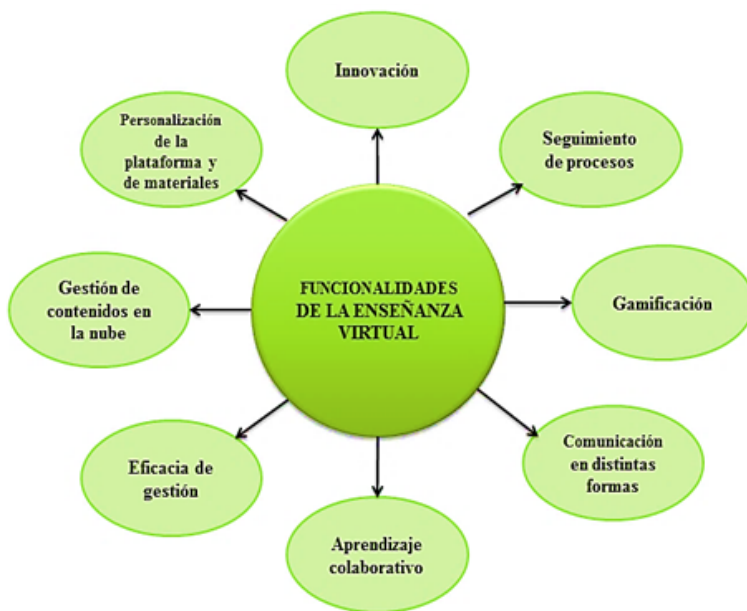 Innovación
Personalización
de la
plataforma y
de materiales
Seguimiento
de procesos
Gestión de
contenidos en
la nube
FUNCIONALIDADES
DE LA ENSEÑANZA
VIRTUAL
Gamificación
Eficacia de
gestión
Comunicación
en distintas
formas
Aprendizaje
colaborativo